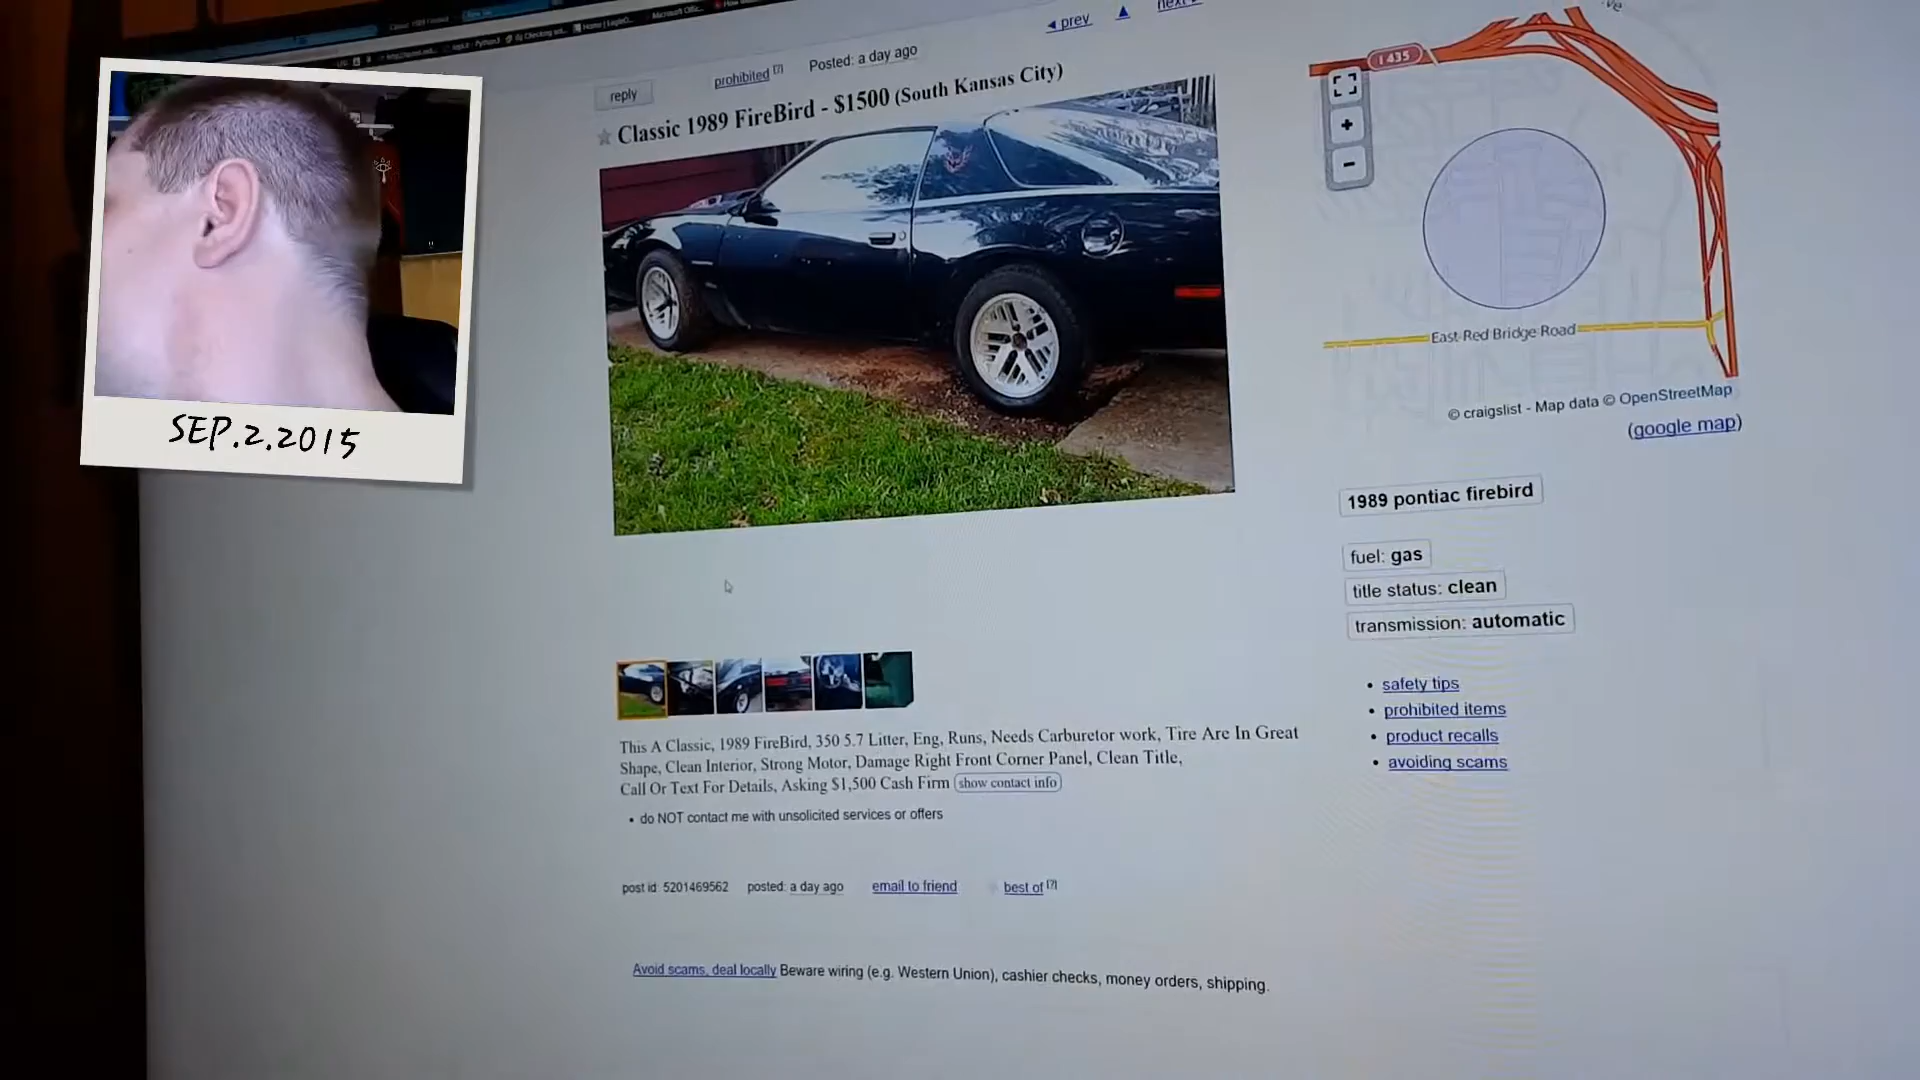 ◄ prev ▲
reply
prohibited [?]
Posted: a day ago
Classic 1989 FireBird - $1500 (South Kansas City)
SEP.2.2015
I 435
+
-
East Red Bridge Road
© craigslist - Map data © OpenStreetMap
(google map)
1989 pontiac firebird
fuel: gas
title status: clean
transmission: automatic
• safety tips
• prohibited items
• product recalls
• avoiding scams
This A Classic, 1989 FireBird, 350 5.7 Litter, Eng, Runs, Needs Carburetor work, Tire Are In Great
Shape, Clean Interior, Strong Motor, Damage Right Front Corner Panel, Clean Title,
Call Or Text For Details, Asking $1,500 Cash Firm show contact info
• do NOT contact me with unsolicited services or offers
post id: 5201469562 posted: a day ago email to friend best of [?]
Avoid scams, deal locally Beware wiring (e.g. Western Union), cashier checks, money orders, shipping.